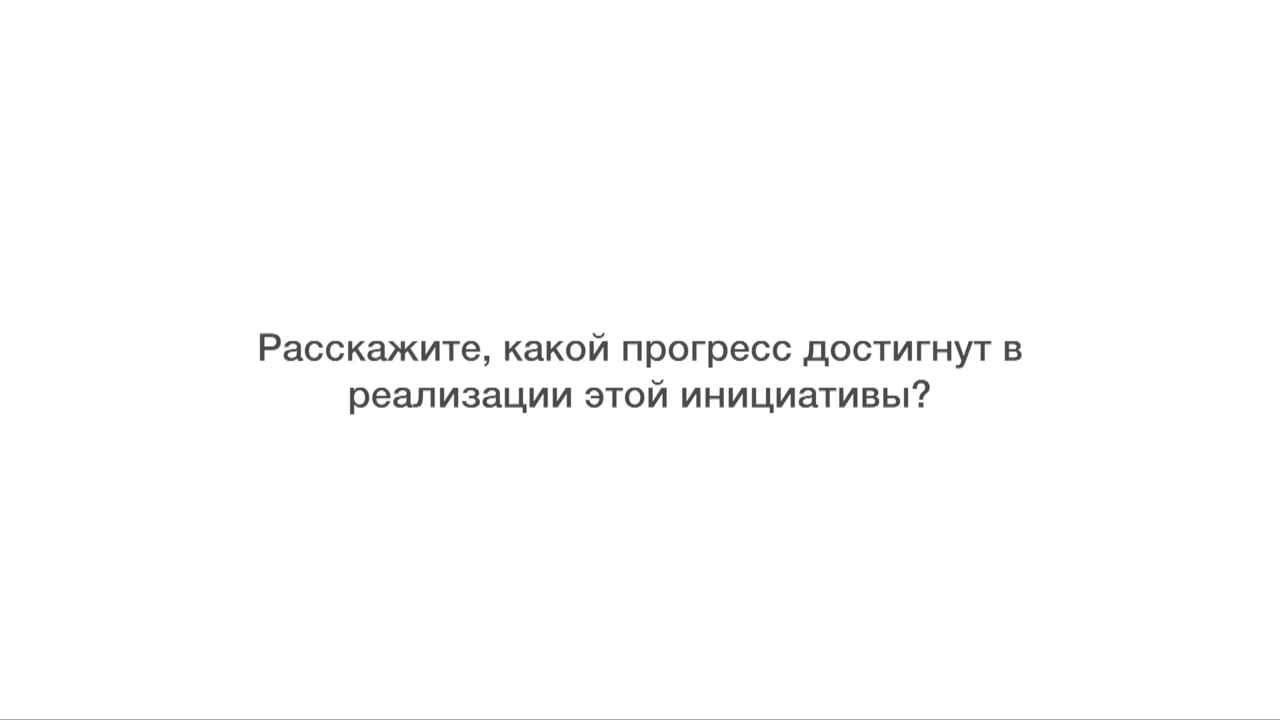 Расскажите, какой прогресс достигнут в
реализации этой инициативы?